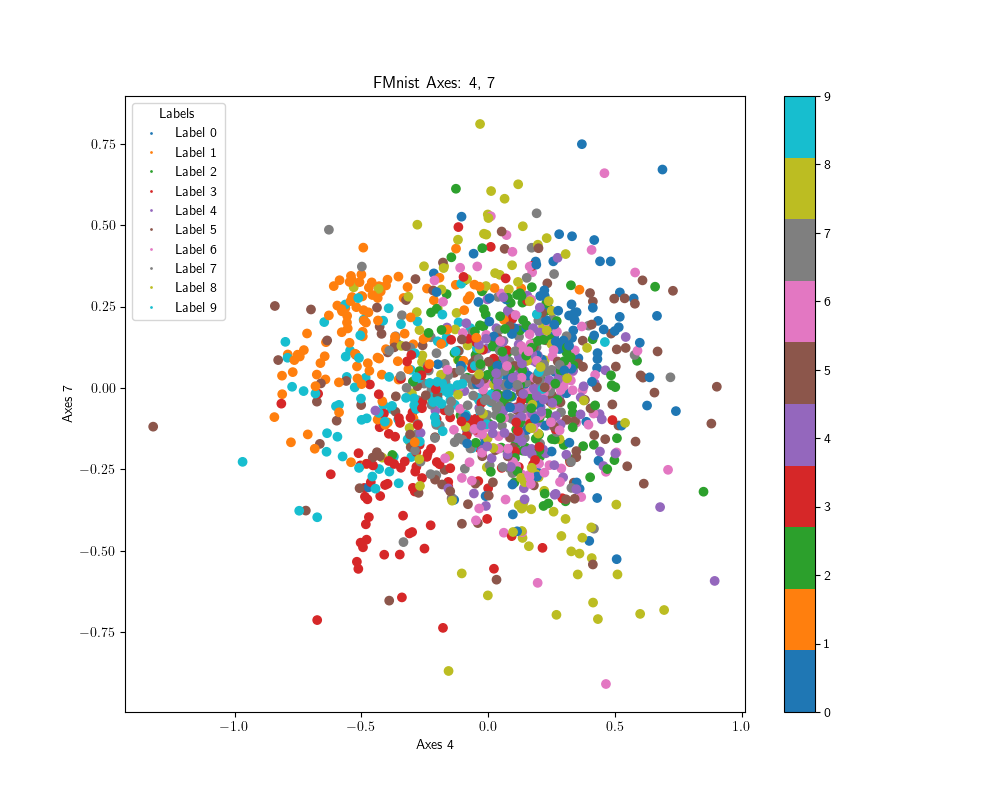 FMnist Axes: 4, 7
Labels
Label 0
Label 1
Label 2
Label 3
Label 4
Label 5
Label 6
Label 7
Label 8
Label 9
0.75
0.50
0.25
0.00
−0.25
−0.50
−0.75
Axes 7
−1.0
−0.5
0.0
0.5
1.0
Axes 4
9
8
7
6
5
4
3
2
1
0